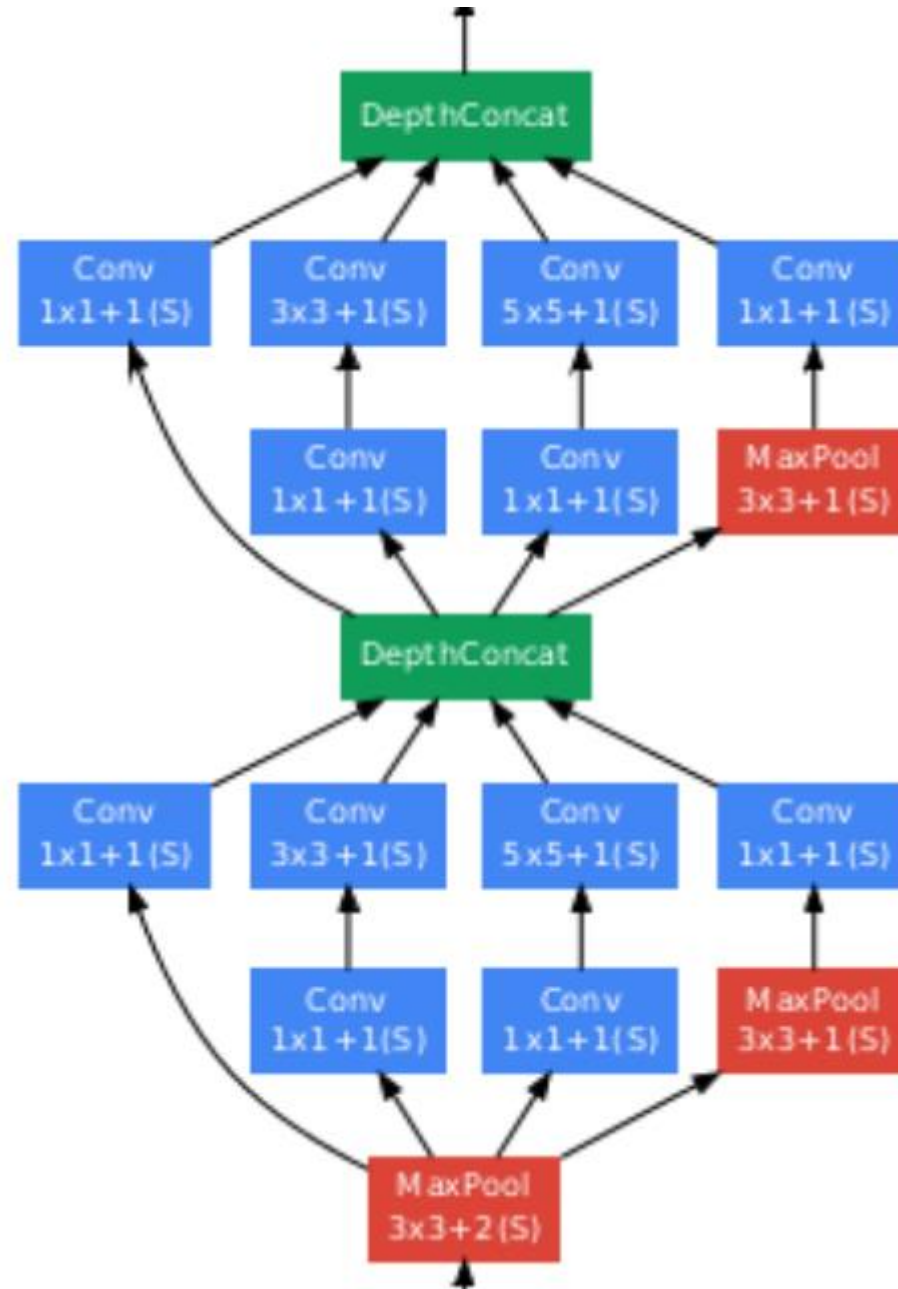 DepthConcat
Conv
1x1+1(S)
Conv
3x3+1(S)
Conv
5x5+1(S)
Conv
1x1+1(S)
Conv
1x1+1(S)
Conv
1x1+1(S)
MaxPool
3x3+1(S)
DepthConcat
Conv
1x1+1(S)
Conv
3x3+1(S)
Conv
5x5+1(S)
Conv
1x1+1(S)
Conv
1x1+1(S)
Conv
1x1+1(S)
MaxPool
3x3+1(S)
MaxPool
3x3+2(S)